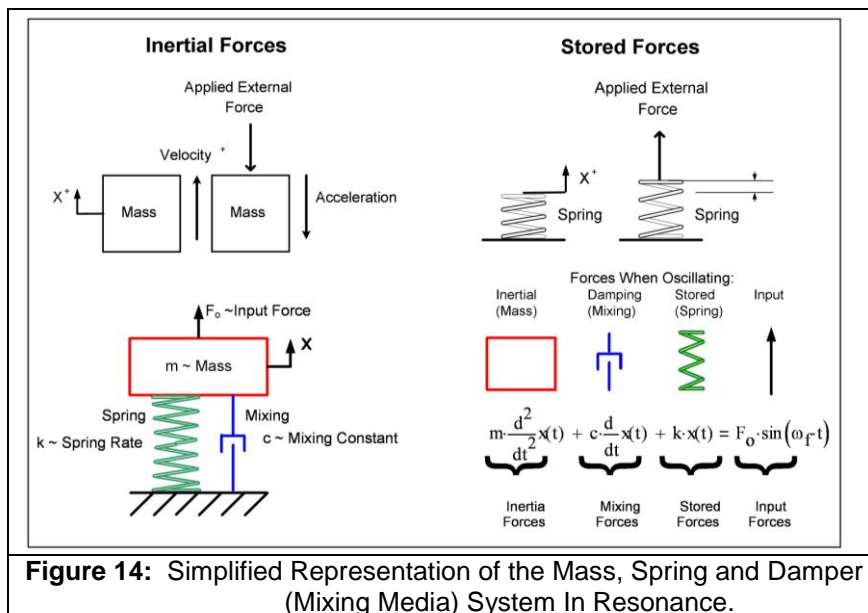 Inertial Forces
Applied External
Force
Velocity +
X+
Mass
Mass
Acceleration
Stored Forces
Applied External
Force
X+
Spring
Spring
Fo ~Input Force
X
m ~ Mass
Spring
k ~ Spring Rate
Mixing
c ~ Mixing Constant
Forces When Oscillating:
Inertial
(Mass)
Damping
(Mixing)
Stored
(Spring)
Input
m·d²/dt² x(t) + c·d/dt x(t) + k·x(t) = Fo·sin(ωf·t)
Inertia
Forces
Mixing
Forces
Stored
Forces
Input
Forces
Figure 14: Simplified Representation of the Mass, Spring and Damper
(Mixing Media) System In Resonance.